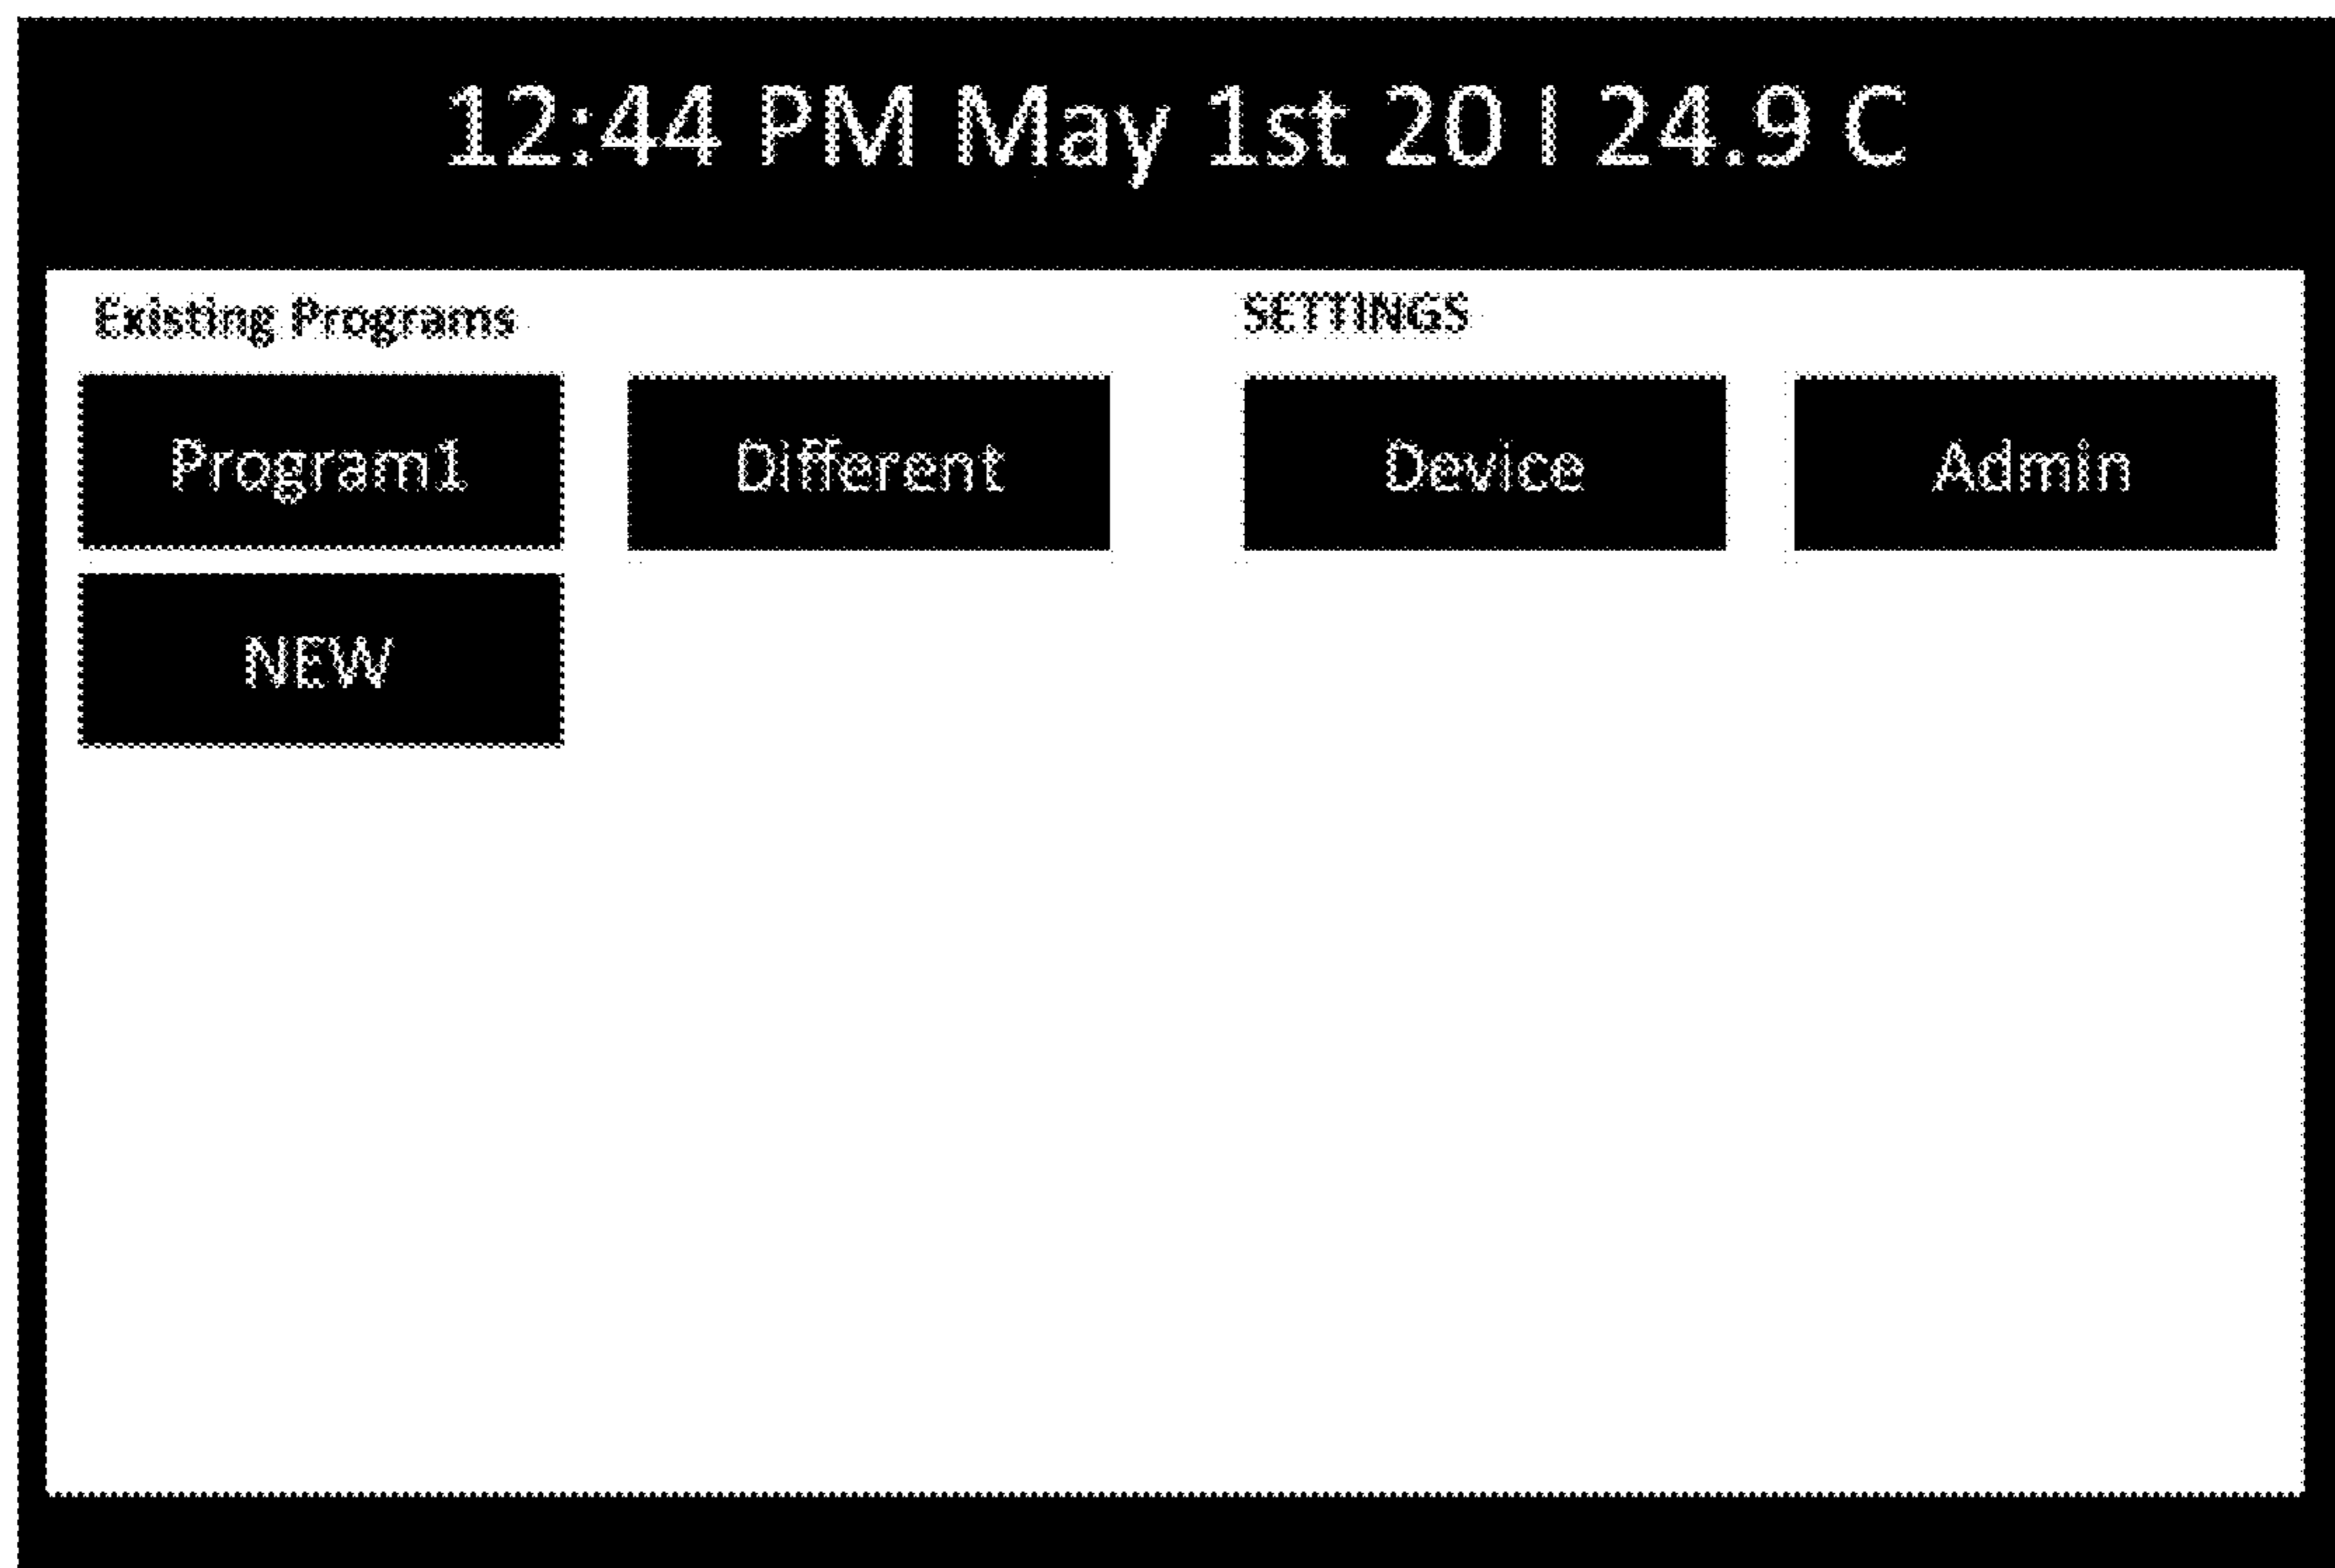 12:44 PM May 1st 20 | 24.9 C
Existing Programs
SETTINGS
Program1
Different
Device
Admin
NEW